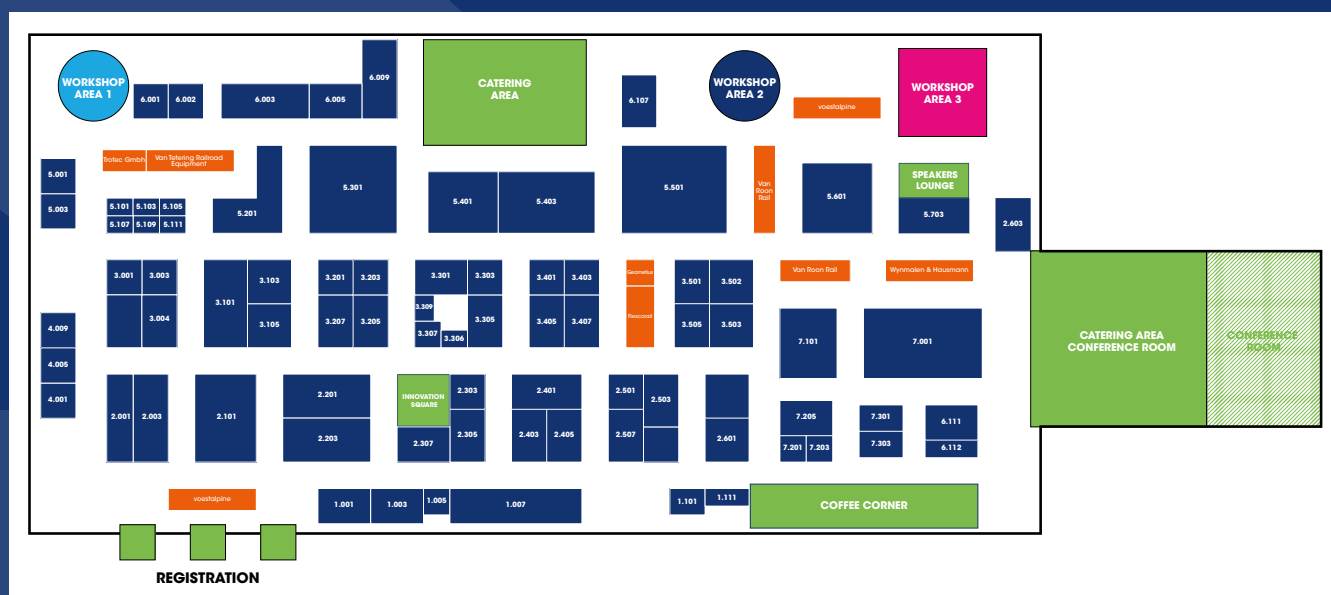 WORKSHOP
AREA 1
6.001
6.002
6.003
6.005
6.009
CATERING
AREA
6.107
WORKSHOP
AREA 2
voestalpine
WORKSHOP
AREA 3
5.001
5.003
Trotec Gmbh
Van Tetering Railroad
Equipment
5.101
5.103
5.105
5.107
5.109
5.111
5.201
5.301
5.401
5.403
5.501
Van
Roon
Rail
5.601
SPEAKERS
LOUNGE
5.703
2.603
3.001
3.003
3.004
3.101
3.103
3.105
3.201
3.203
3.207
3.205
3.301
3.303
3.309
3.307
3.306
3.305
3.401
3.403
3.405
3.407
Geometius
Flexcorail
3.501
3.502
3.505
3.503
Van Roon Rail
Wynmalen & Hausmann
7.101
7.001
CATERING AREA
CONFERENCE ROOM
CONFERENCE
ROOM
4.009
4.005
4.001
2.001
2.003
2.101
2.201
2.203
INNOVATION
SQUARE
2.303
2.307
2.305
2.401
2.403
2.405
2.501
2.503
2.507
2.601
7.205
7.201
7.203
7.301
7.303
6.111
6.112
voestalpine
1.001
1.003
1.005
1.007
1.101
1.111
COFFEE CORNER
REGISTRATION